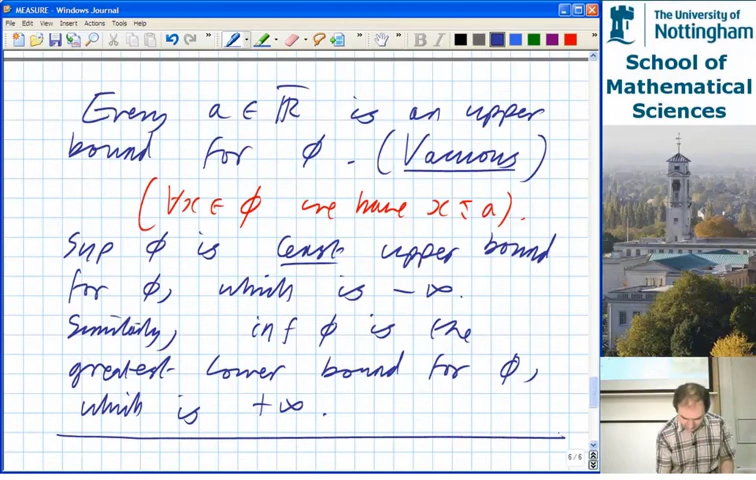 MEASURE - Windows Journal
File Edit View Insert Actions Tools Help
B I
Every a ∈ ℝ̅ is an upper
bound for φ. (Vacuous)
(∀x ∈ φ we have x ≤ a).
Sup φ is least upper bound
for φ, which is -∞.
Similarly, inf φ is the
greatest lower bound for φ,
which is +∞.
6/6
The University of
Nottingham
School of
Mathematical
Sciences